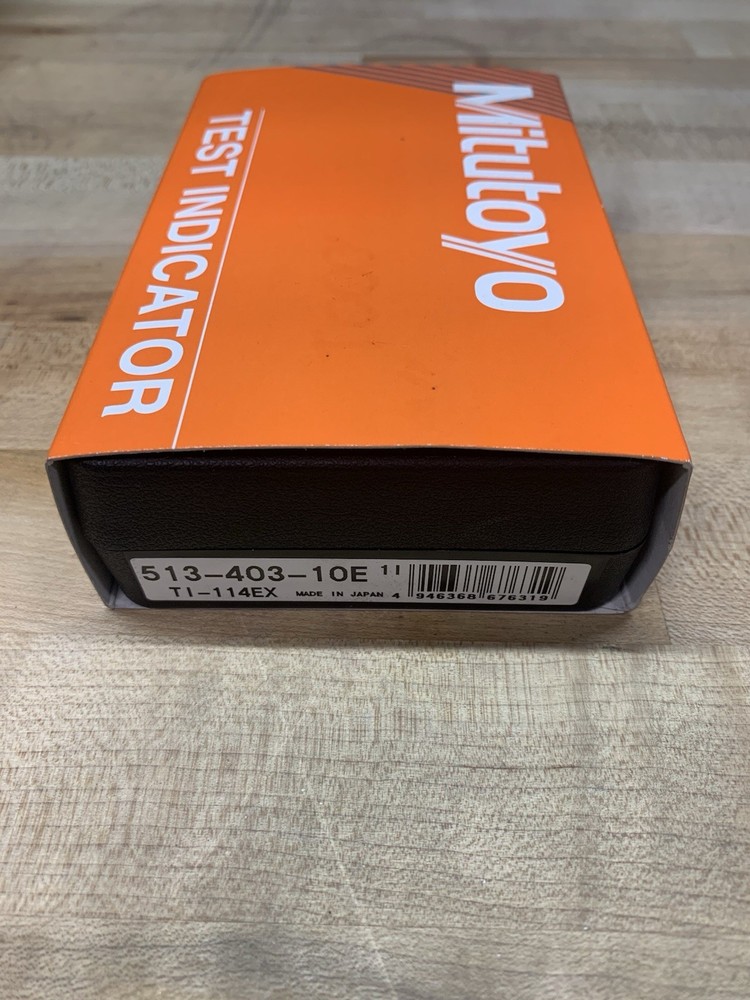 Mitutoyo
TEST INDICATOR
513-403-10E 11
TI-114EX MADE IN JAPAN 4 946368 676319